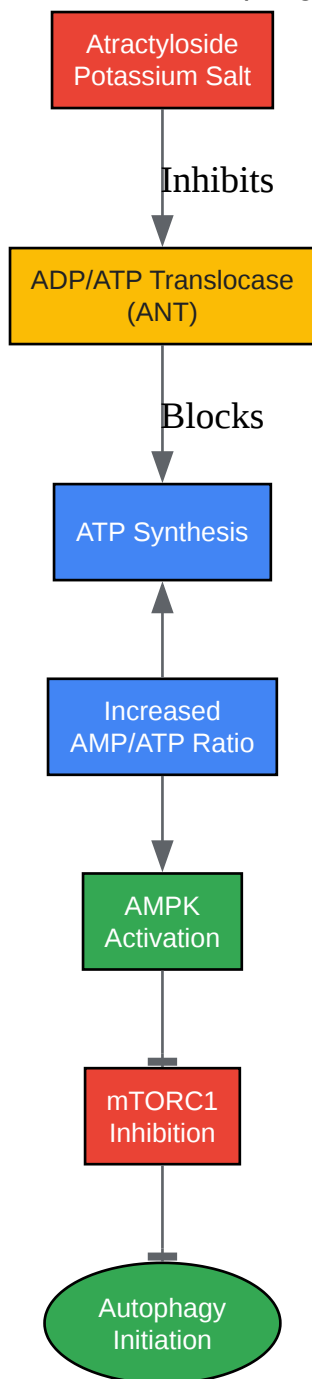 Atractyloside
Potassium Salt
Inhibits
ADP/ATP Translocase
(ANT)
Blocks
ATP Synthesis
Increased
AMP/ATP Ratio
AMPK
Activation
mTORC1
Inhibition
Autophagy
Initiation